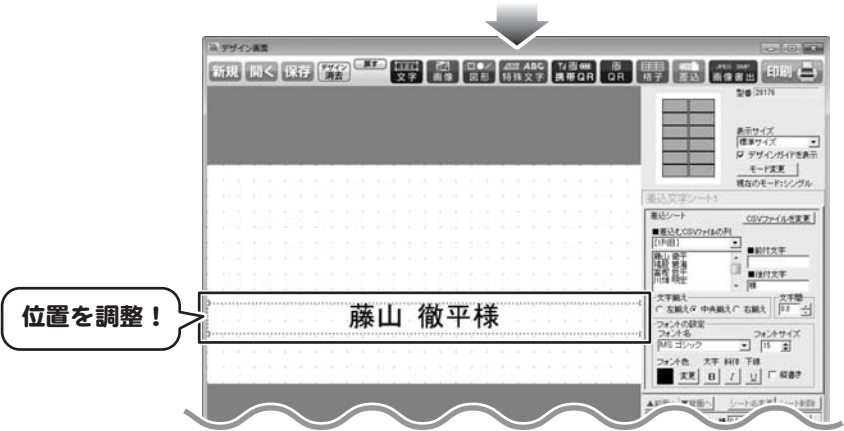 デザイン画面
新規 開く 保存 デザイン消去 戻す 文字 画像 図形 特殊文字 携帯QR QR 格子 差込 画像書出 印刷
型番 28176
表示サイズ
標準サイズ
デザインガイドを表示
モード変更
現在のモード:シングル
差込文字シート1
差込シート
CSVファイルを変更
■差込むCSVファイルの列
[1列目]
■前付文字
藤山 徹平
■後付文字
様
文字揃え
左揃え 中央揃え 右揃え
文字間
0.0
フォントの設定
フォント名
フォントサイズ
MS ゴシック
15
フォント色 太字 斜体 下線
変更 B I U 縦書き
位置を調整！
藤山 徹平様